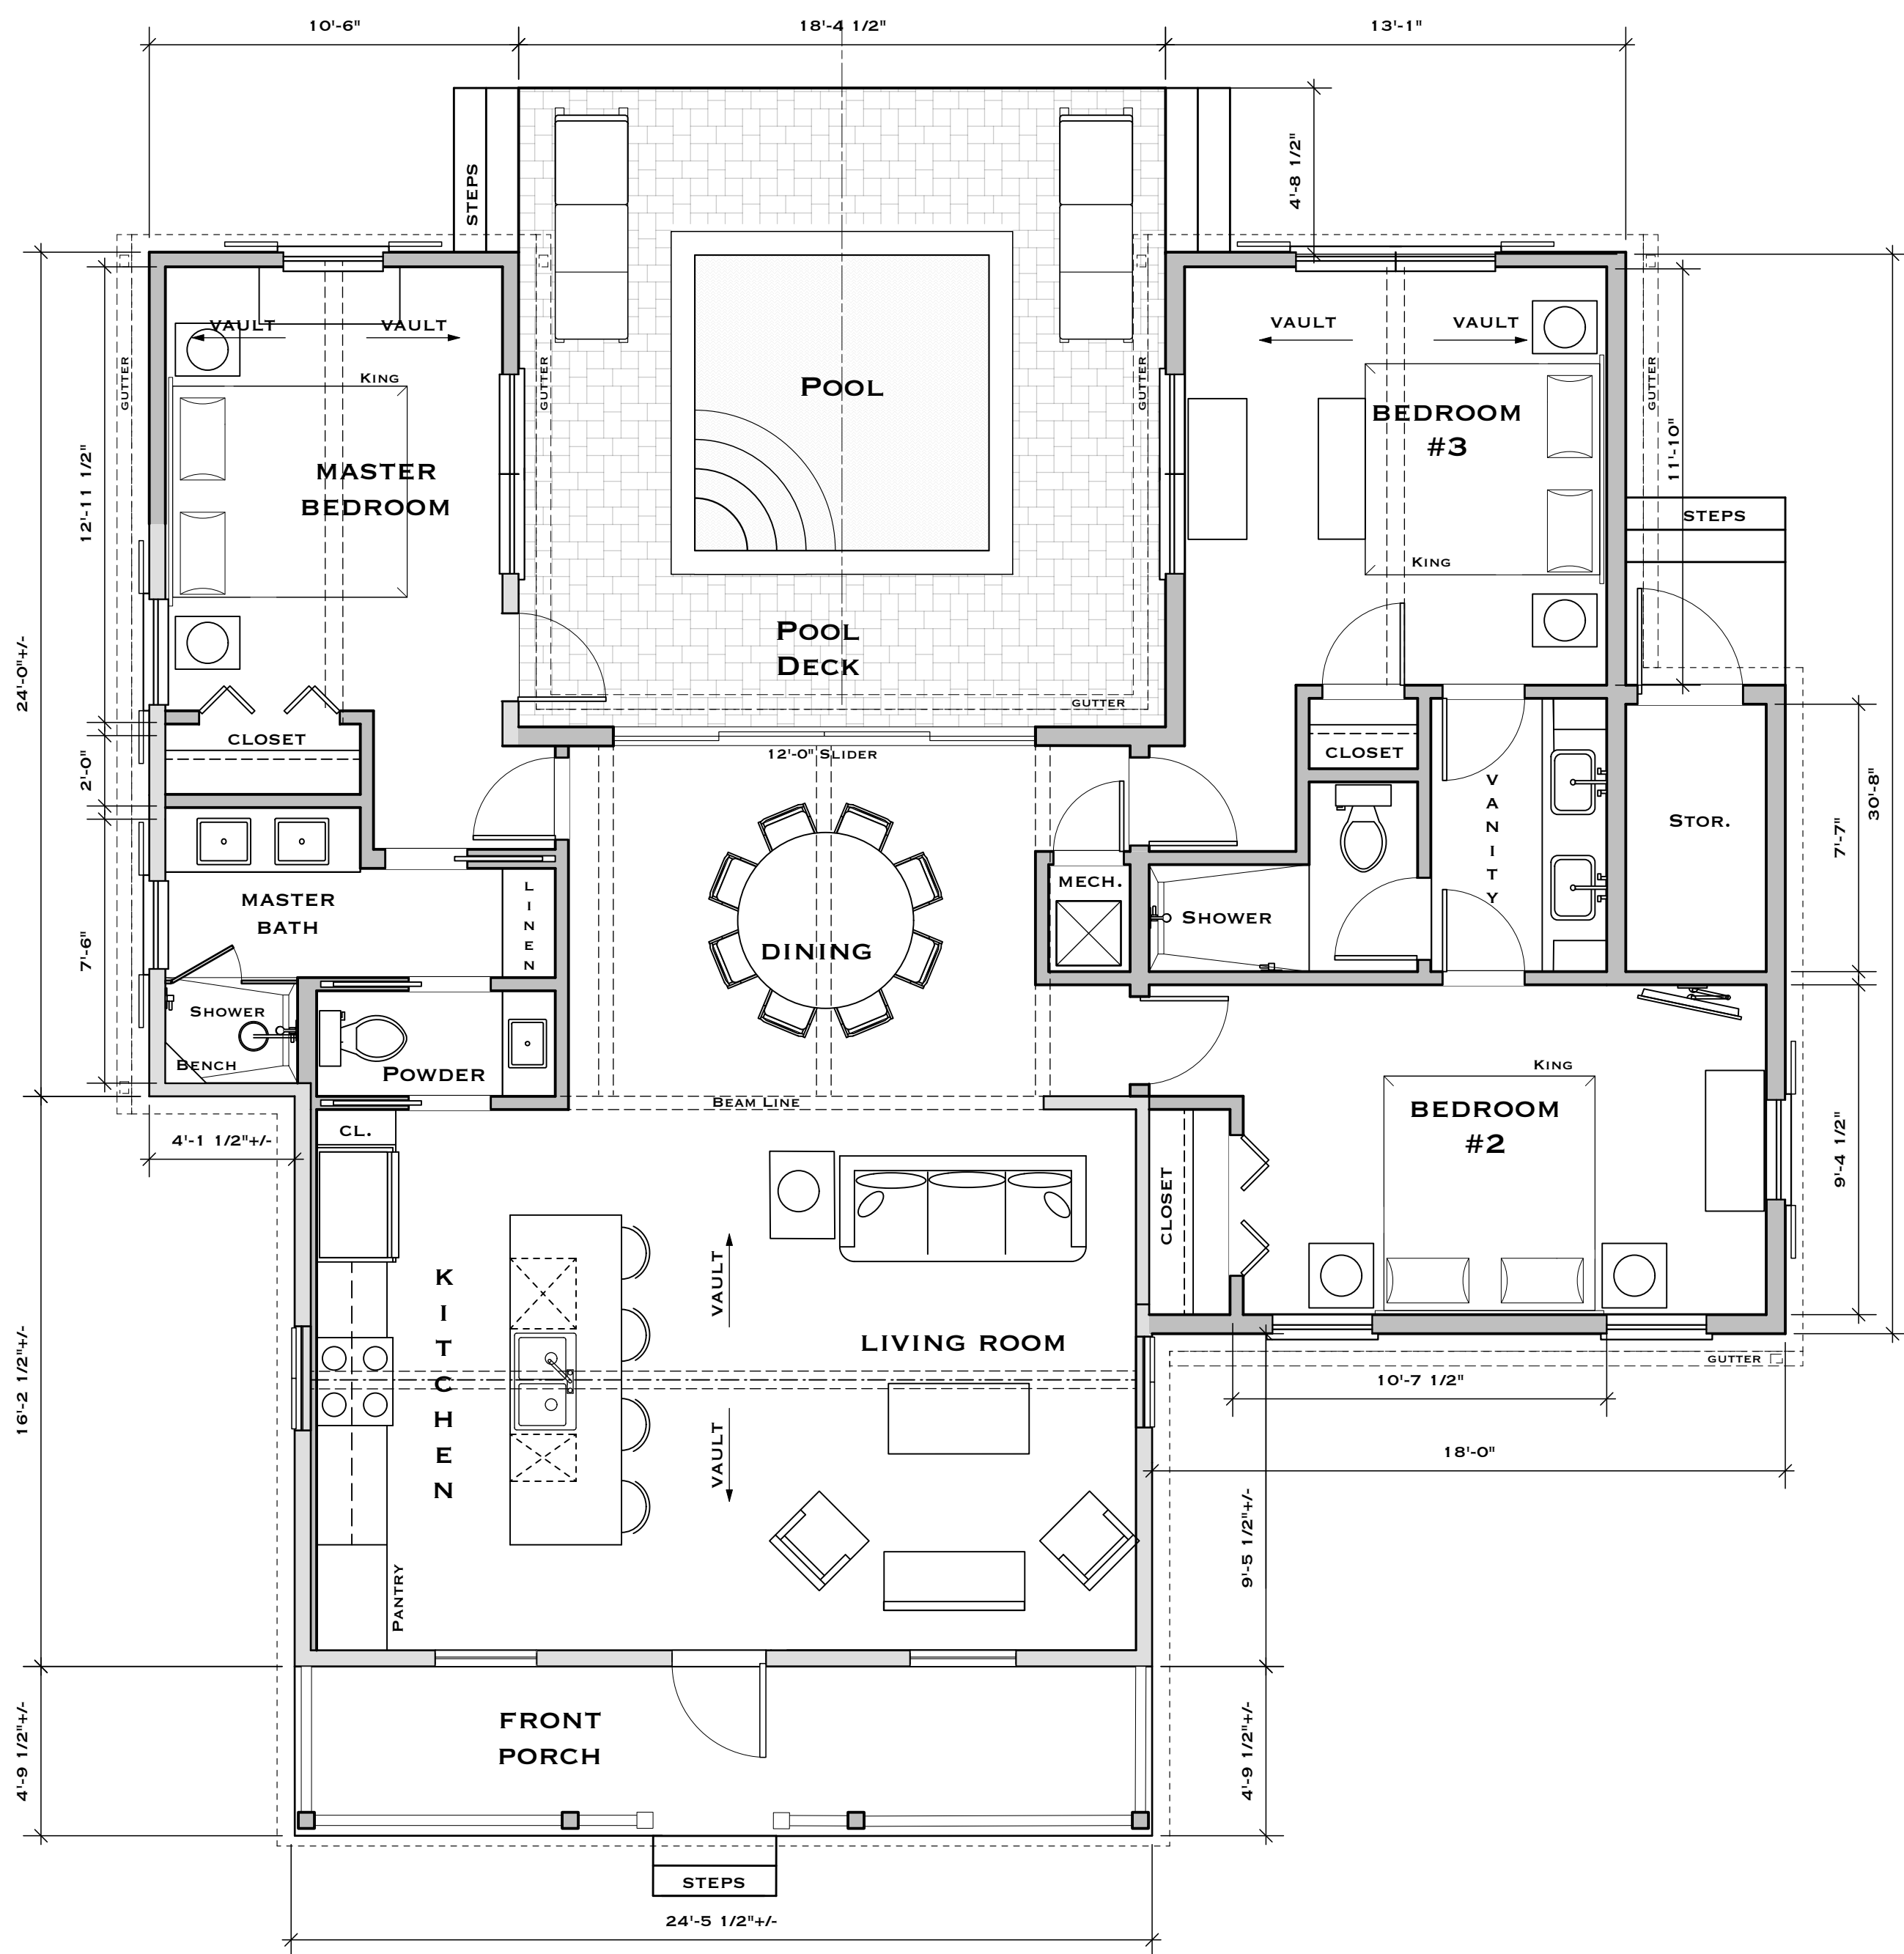 10'-6"
18'-4 1/2"
13'-1"
STEPS
4'-8 1/2"
VAULT
VAULT
VAULT
VAULT
GUTTER
GUTTER
GUTTER
GUTTER
KING
POOL
BEDROOM
#3
MASTER
BEDROOM
12'-11 1/2"
11'-10"
STEPS
KING
24'-0"+/-
POOL
DECK
GUTTER
CLOSET
12'-0" SLIDER
CLOSET
2'-0"
VANITY
STOR.
7'-7"
30'-8"
MASTER
BATH
LINEN
MECH.
SHOWER
DINING
7'-6"
SHOWER
BENCH
POWDER
KING
BEAM LINE
BEDROOM
#2
CL.
4'-1 1/2"+/-
9'-4 1/2"
CLOSET
KITCHEN
VAULT
LIVING ROOM
GUTTER
16'-2 1/2"+/-
10'-7 1/2"
VAULT
18'-0"
9'-5 1/2"+/-
PANTRY
FRONT
PORCH
4'-9 1/2"+/-
4'-9 1/2"+/-
STEPS
24'-5 1/2"+/-